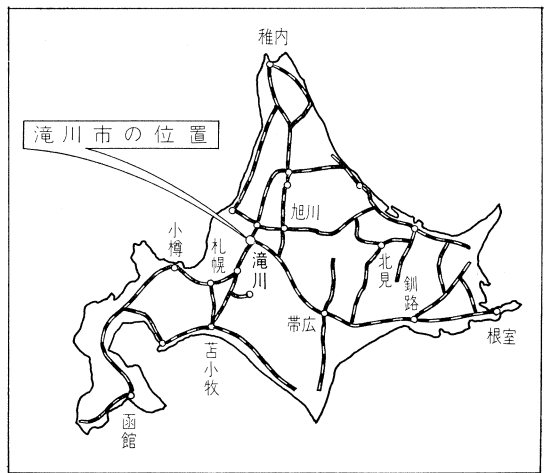 稚内
滝川市の位置
旭川
小樽
札幌
滝川
北見
釧路
帯広
根室
苫小牧
函館